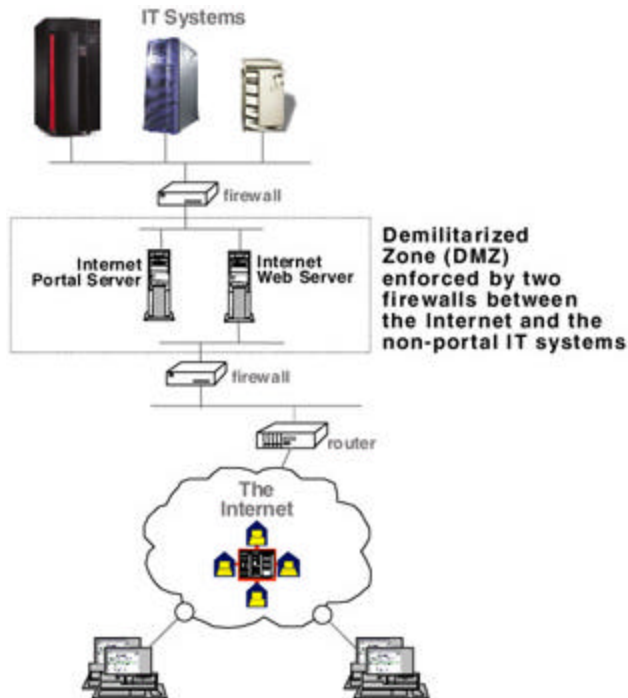 IT Systems
firewall
Internet
Portal Server
Internet
Web Server
Demilitarized
Zone (DMZ)
enforced by two
firewalls between
the Internet and the
non-portal IT systems
firewall
router
The
Internet